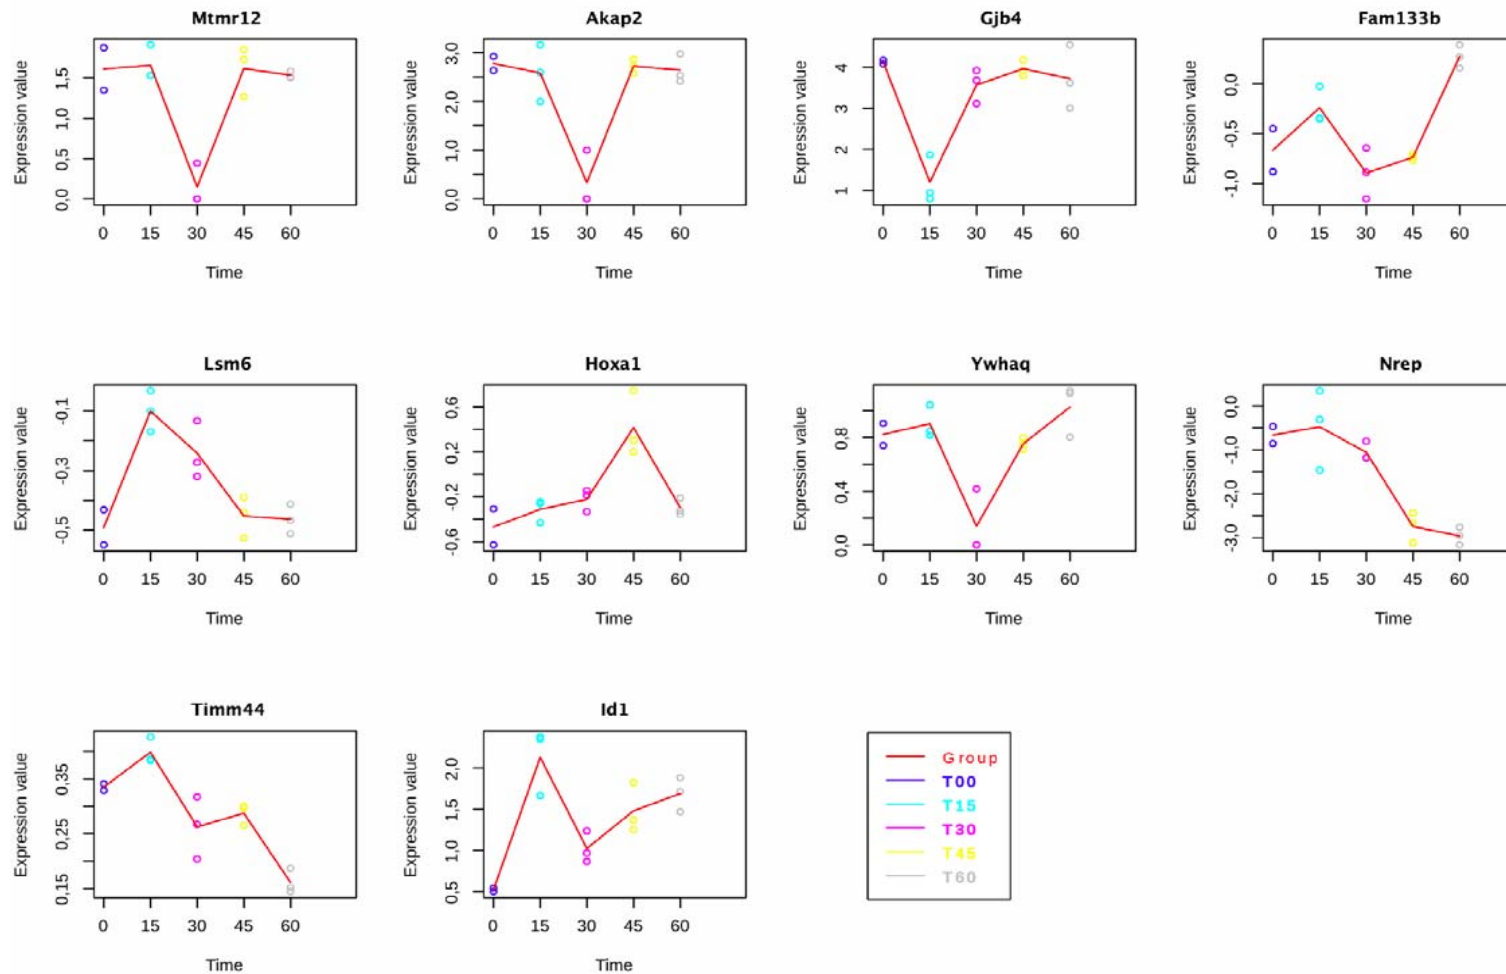 Mtmr12 Akap2 Gjb4 Fam133b
Expression value 0,0 0,5 1,0 1,5
Expression value 0,0 1,0 2,0 3,0
Expression value 1 2 3 4
Expression value -1,0 -0,5 0,0
0 15 30 45 60 0 15 30 45 60 0 15 30 45 60 0 15 30 45 60
Time Time Time Time
Lsm6 Hoxa1 Ywhaq Nrep
Expression value -0,5 -0,3 -0,1
Expression value -0,6 -0,2 0,2 0,6
Expression value 0,0 0,4 0,8
Expression value -3,0 -2,0 -1,0 0,0
0 15 30 45 60 0 15 30 45 60 0 15 30 45 60 0 15 30 45 60
Time Time Time Time
Timm44 Id1
Expression value 0,15 0,25 0,35
Expression value 0,5 1,0 1,5 2,0
0 15 30 45 60 0 15 30 45 60
Time Time
Group
T00
T15
T30
T45
T60